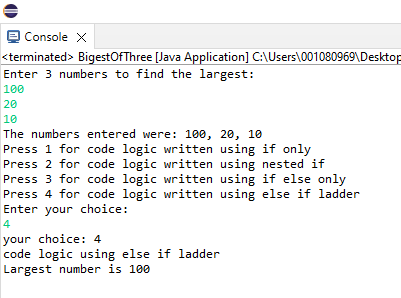 Console
<terminated> BigestOfThree [Java Application] C:\Users\001080969\Desktop
Enter 3 numbers to find the largest:
100
20
10
The numbers entered were: 100, 20, 10
Press 1 for code logic written using if only
Press 2 for code logic written using nested if
Press 3 for code logic written using if else only
Press 4 for code logic written using else if ladder
Enter your choice:
4
your choice: 4
code logic using else if ladder
Largest number is 100